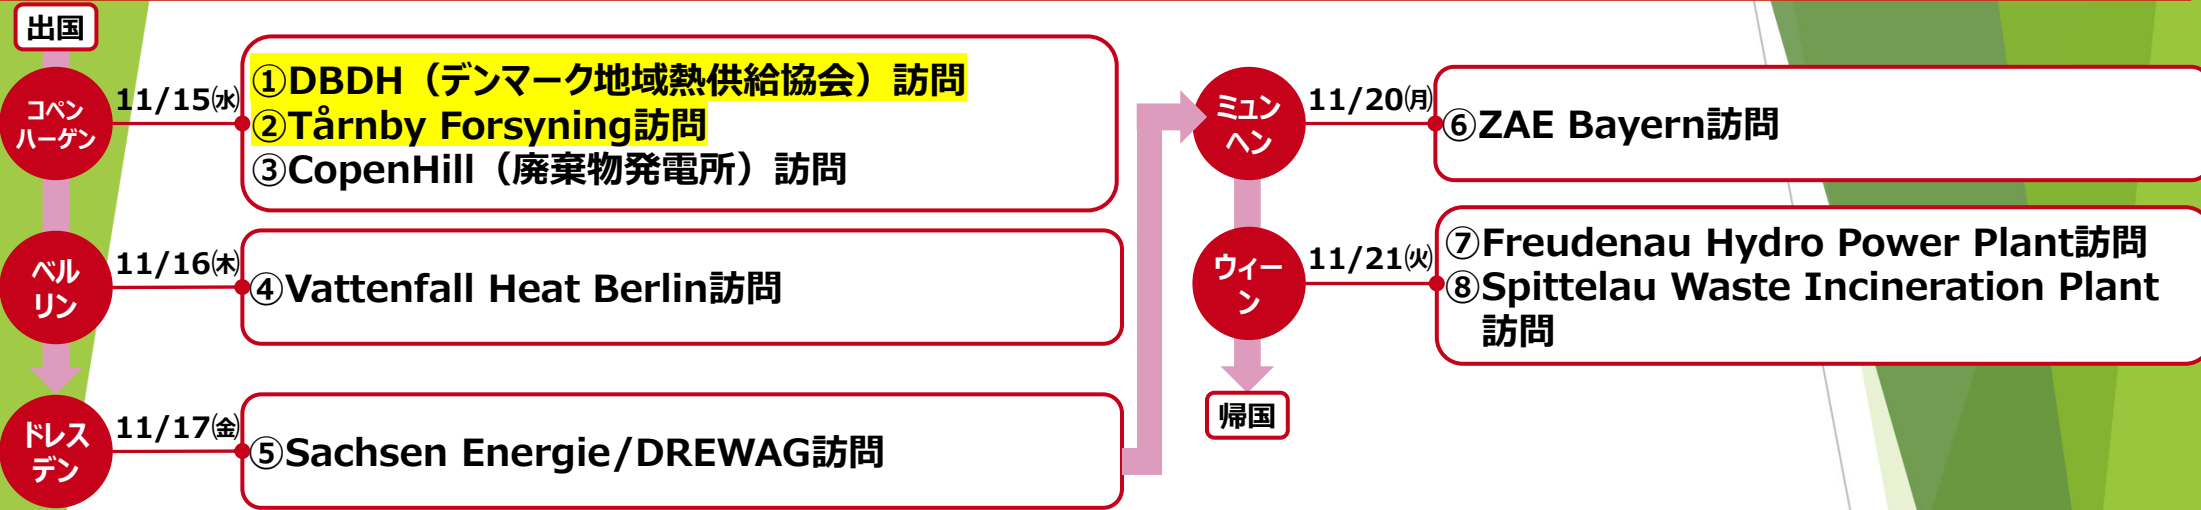 出国
コペン
ハーゲン
11/15㈬
①DBDH（デンマーク地域熱供給協会）訪問
②Tårnby Forsyning訪問
③CopenHill（廃棄物発電所）訪問
ベル
リン
11/16㈭
④Vattenfall Heat Berlin訪問
ドレス
デン
11/17㈮
⑤Sachsen Energie/DREWAG訪問
ミュン
ヘン
11/20㈪
⑥ZAE Bayern訪問
ウィー
ン
11/21㈫
⑦Freudenau Hydro Power Plant訪問
⑧Spittelau Waste Incineration Plant
訪問
帰国